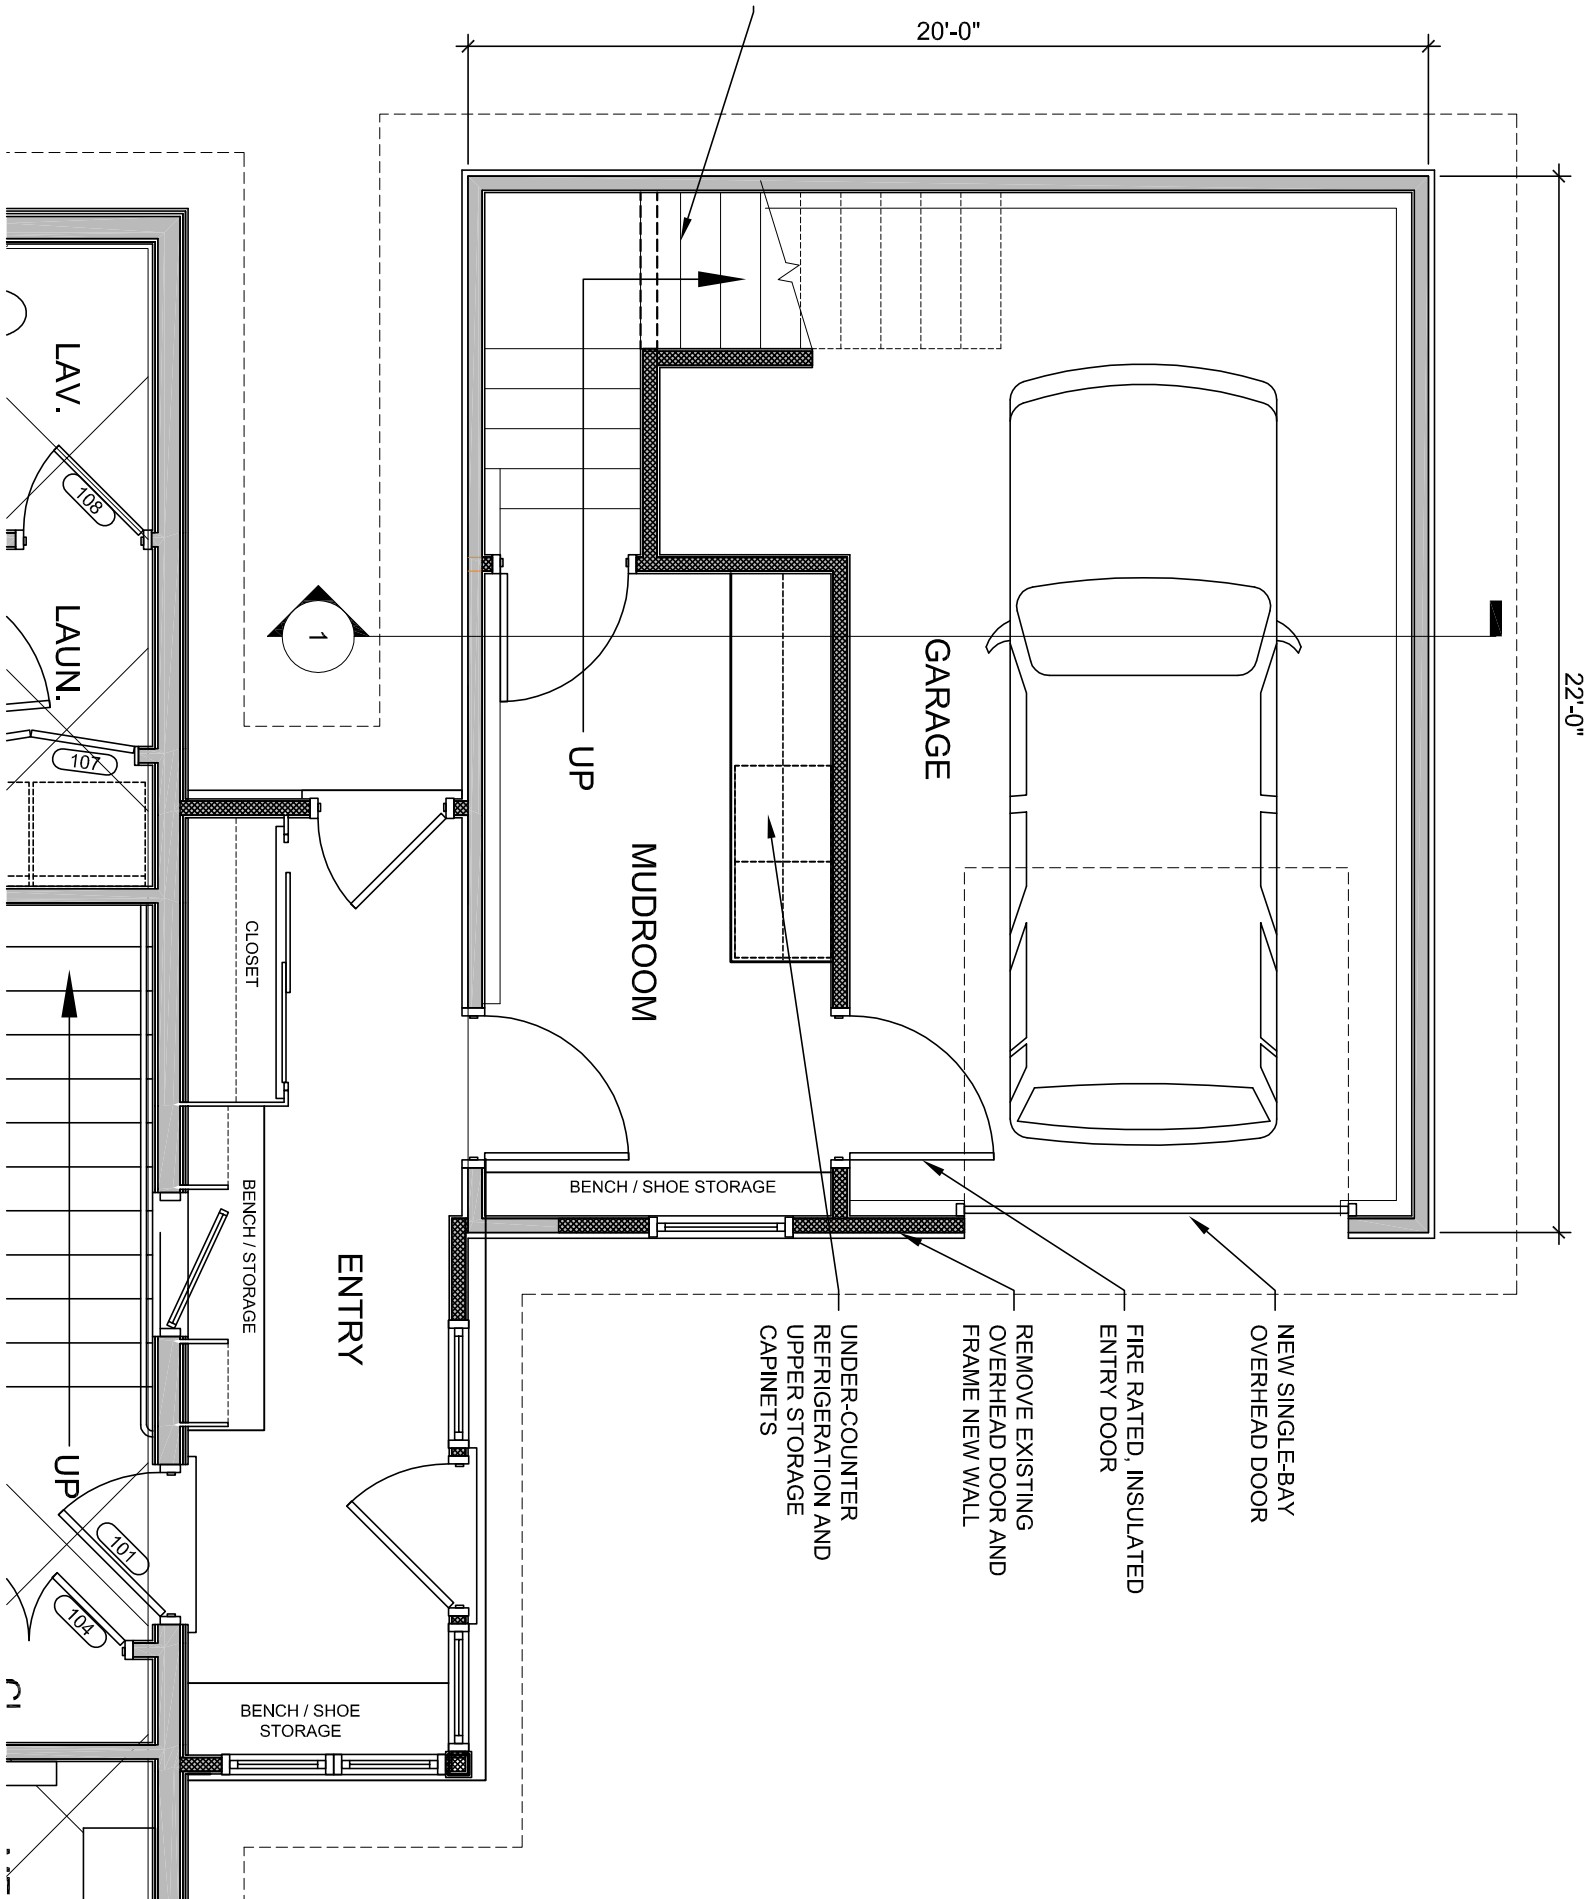 20'-0"
22'-0"
LAV.
108
LAUN.
107
1
GARAGE
UP
MUDROOM
CLOSET
BENCH / SHOE STORAGE
BENCH / STORAGE
ENTRY
UP
101
104
BENCH / SHOE
STORAGE
NEW SINGLE-BAY
OVERHEAD DOOR
FIRE RATED, INSULATED
ENTRY DOOR
REMOVE EXISTING
OVERHEAD DOOR AND
FRAME NEW WALL
UNDER-COUNTER
REFRIGERATION AND
UPPER STORAGE
CAPINETS